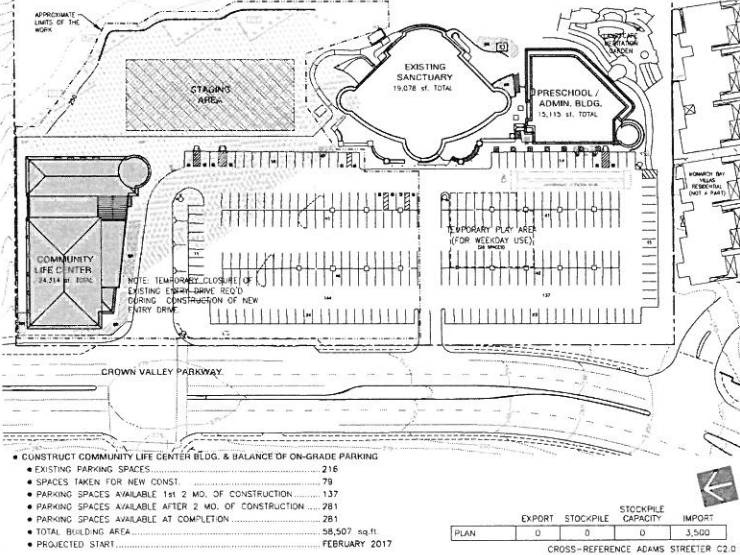 APPROXIMATE
LIMITS OF THE
WORK
STAGING
AREA
EXISTING
SANCTUARY
19,078 sf. TOTAL
PRESCHOOL /
ADMIN. BLDG.
15,115 sf. TOTAL
MEDITATION
GARDEN
MONARCH BAY
VILLAS
RESIDENTIAL
(NOT A PART)
TEMPORARY PLAY AREA
(FOR WEEKDAY USE)
COMMUNITY
LIFE CENTER
24,314 sf. TOTAL
NOTE: TEMPORARY CLOSURE OF
EXISTING ENTRY DRIVE REQ'D
DURING CONSTRUCTION OF NEW
ENTRY DRIVE
144
137
CROWN VALLEY PARKWAY
• CONSTRUCT COMMUNITY LIFE CENTER BLDG. & BALANCE OF ON-GRADE PARKING
• EXISTING PARKING SPACES 216
• SPACES TAKEN FOR NEW CONST. 79
• PARKING SPACES AVAILABLE 1st 2 MO. OF CONSTRUCTION 137
• PARKING SPACES AVAILABLE AFTER 2 MO. OF CONSTRUCTION 281
• PARKING SPACES AVAILABLE AT COMPLETION 281
• TOTAL BUILDING AREA 58,507 sq.ft.
• PROJECTED START FEBRUARY 2017
EXPORT STOCKPILE STOCKPILE CAPACITY IMPORT
PLAN 0 0 0 3,500
CROSS-REFERENCE ADAMS STREETER C2.0